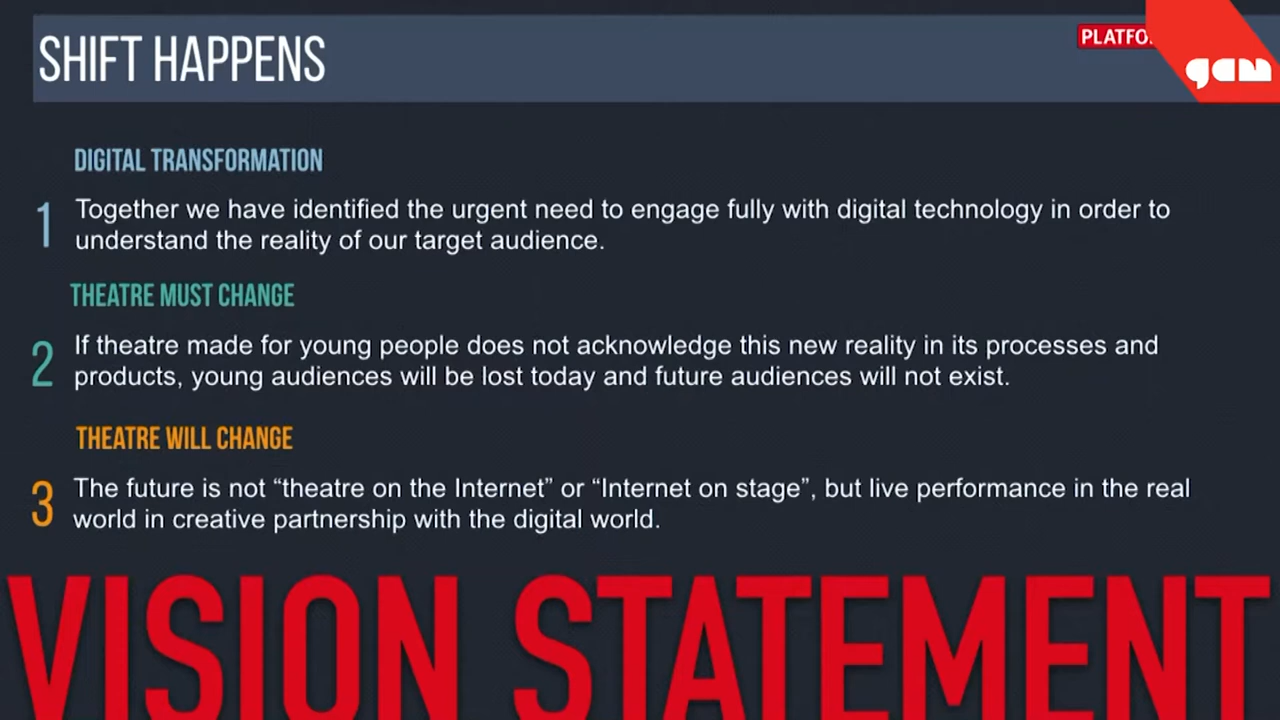 SHIFT HAPPENS
gam
DIGITAL TRANSFORMATION
1
Together we have identified the urgent need to engage fully with digital technology in order to
understand the reality of our target audience.
THEATRE MUST CHANGE
2
If theatre made for young people does not acknowledge this new reality in its processes and
products, young audiences will be lost today and future audiences will not exist.
THEATRE WILL CHANGE
3
The future is not “theatre on the Internet” or “Internet on stage”, but live performance in the real
world in creative partnership with the digital world.
VISION STATEMENT